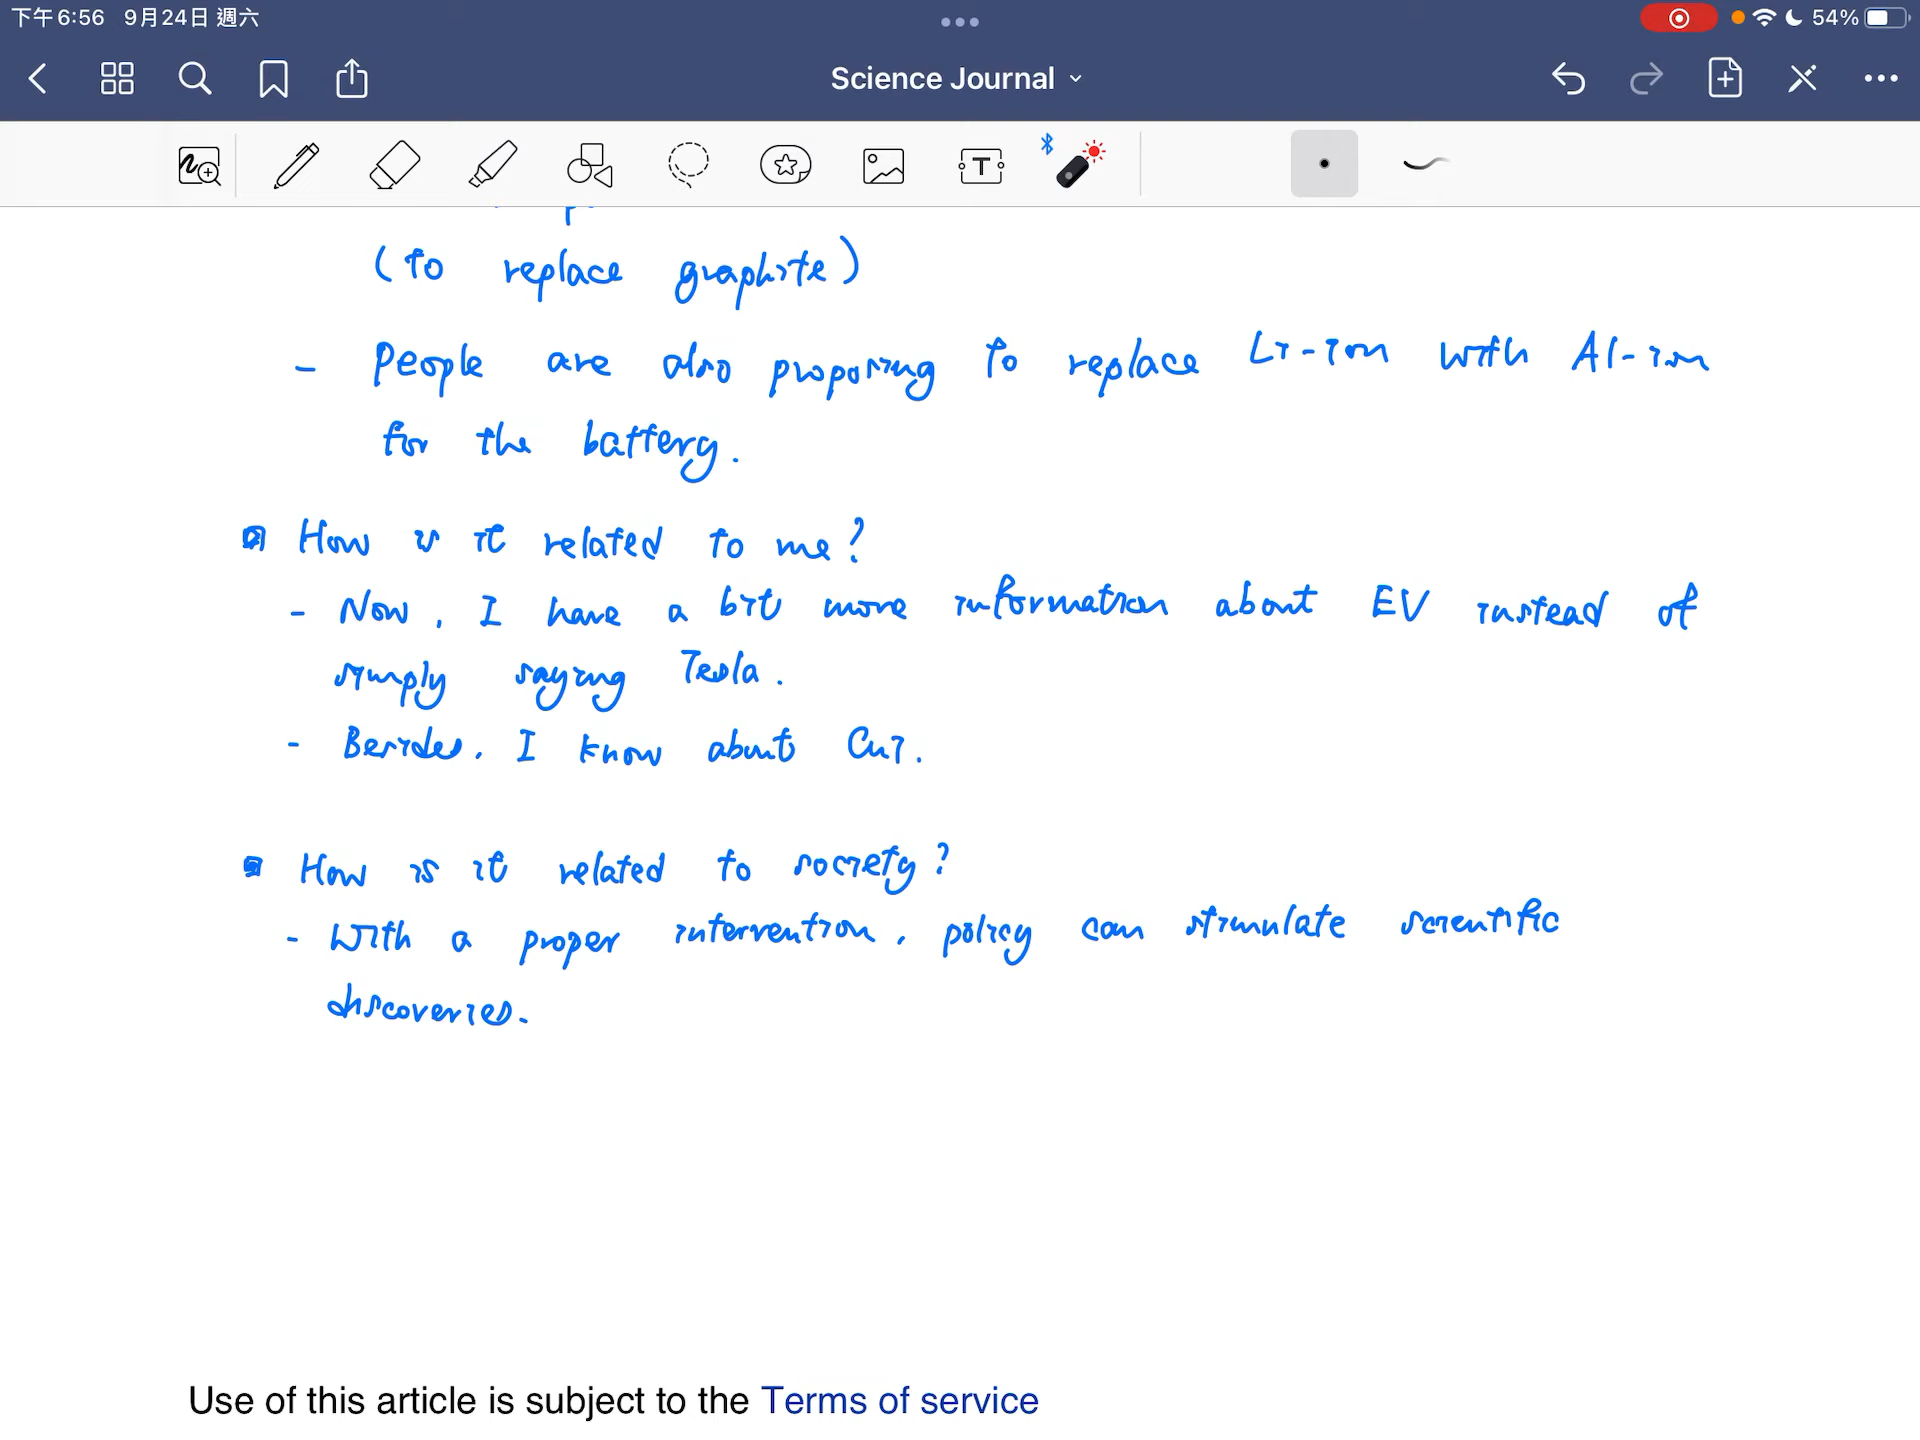 下午6:56 9月24日 週六
54%
Science Journal
T
(to replace graphite)
- People are also proposing to replace Li-ion with Al-ion
for the battery.
How is it related to me?
- Now, I have a bit more information about EV instead of
simply saying Tesla.
- Besides, I know about
How is it related to society?
- With a proper intervention, policy can stimulate scientific
discoveries.
Use of this article is subject to the Terms of service